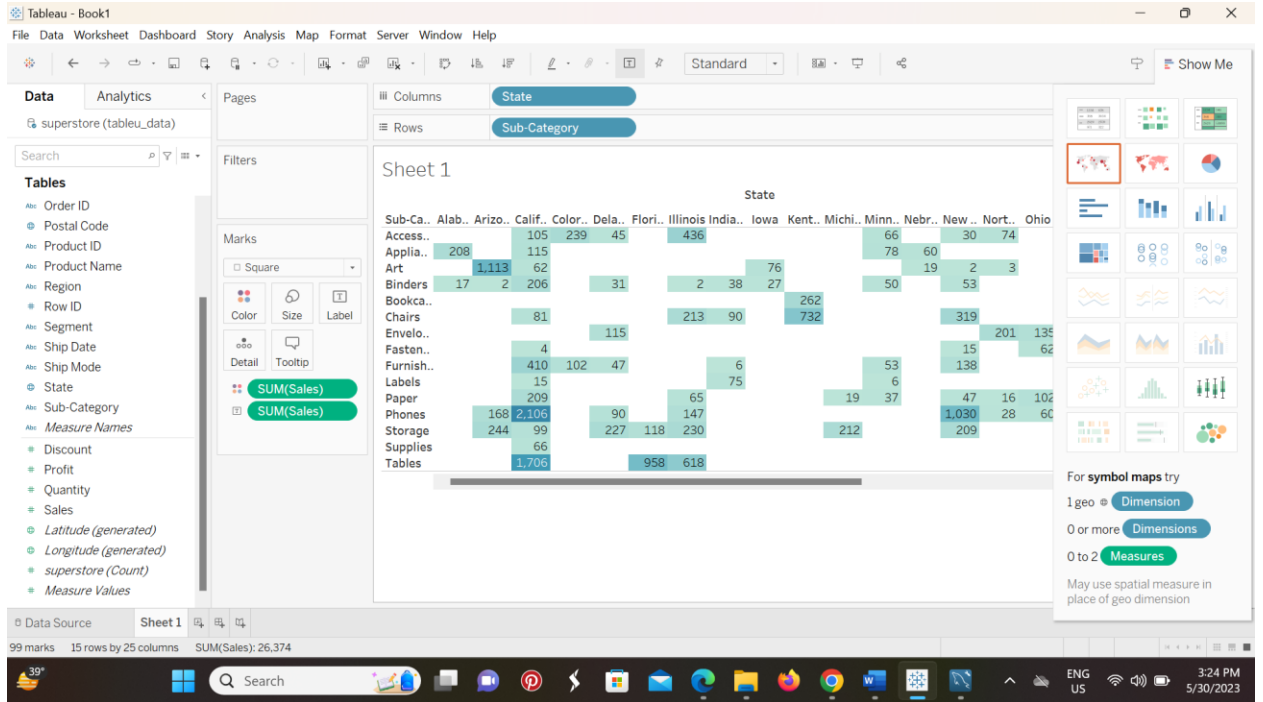 Tableau - Book1
File Data Worksheet Dashboard Story Analysis Map Format Server Window Help
Standard
Show Me
Data Analytics
superstore (tableu_data)
Search
Tables
Abc Order ID
Postal Code
Abc Product ID
Abc Product Name
Abc Region
# Row ID
Abc Segment
Abc Ship Date
Abc Ship Mode
State
Abc Sub-Category
Abc Measure Names
# Discount
# Profit
# Quantity
# Sales
Latitude (generated)
Longitude (generated)
# superstore (Count)
# Measure Values
Pages
Filters
Marks
Square
Color Size Label
Detail Tooltip
SUM(Sales)
SUM(Sales)
Columns State
Rows Sub-Category
Sheet 1
State
Sub-Ca.. Alab.. Arizo.. Calif.. Color.. Dela.. Flori.. Illinois India.. Iowa Kent.. Michi.. Minn.. Nebr.. New .. Nort.. Ohio
Access.. 105 239 45 436 66 30 74
Applia.. 208 115 78 60
Art 1,113 62 76 19 2 3
Binders 17 2 206 31 2 38 27 50 53
Bookca.. 262
Chairs 81 213 90 732 319
Envelo.. 115 201 135
Fasten.. 4 15 62
Furnish.. 410 102 47 6 53 138
Labels 15 75 6
Paper 209 65 19 37 47 16 102
Phones 168 2,106 90 147 1,030 28 60
Storage 244 99 227 118 230 212 209
Supplies 66
Tables 1,706 958 618
For symbol maps try
1 geo Dimension
0 or more Dimensions
0 to 2 Measures
May use spatial measure in
place of geo dimension
Data Source Sheet 1
99 marks 15 rows by 25 columns SUM(Sales): 26,374
39°
Search
ENG
US
3:24 PM
5/30/2023